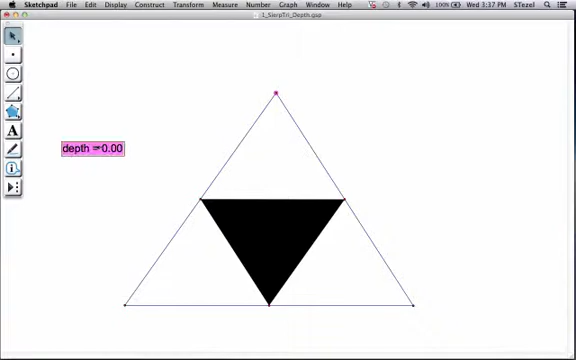 Sketchpad File Edit Display Construct Transform Measure Number Graph Window Help 100% Wed 3:37 PM STezel
1_SierpTri_Depth.gsp
depth = 0.00
A